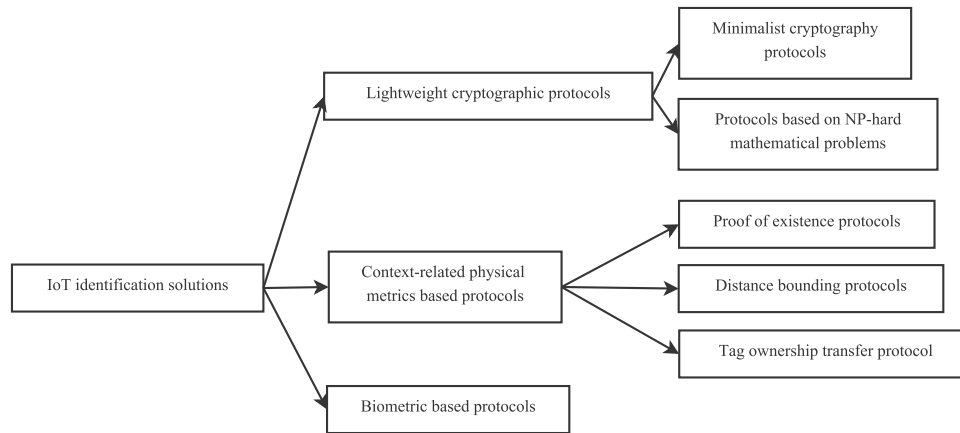 IoT identification solutions
Lightweight cryptographic protocols
Minimalist cryptography
protocols
Protocols based on NP-hard
mathematical problems
Context-related physical
metrics based protocols
Proof of existence protocols
Distance bounding protocols
Tag ownership transfer protocol
Biometric based protocols